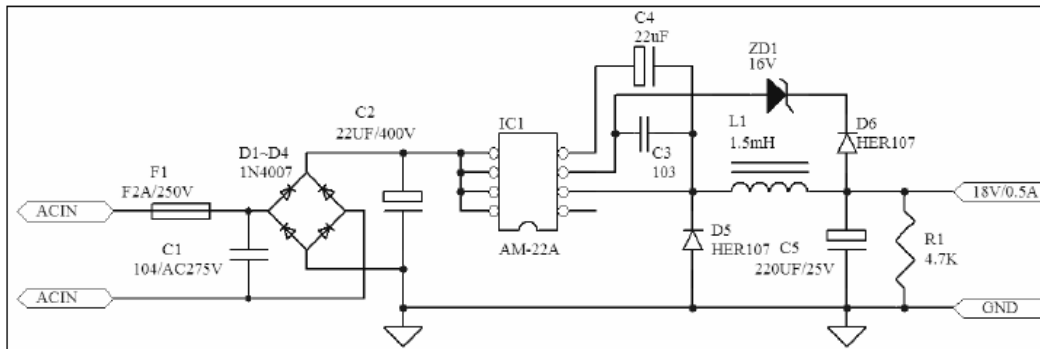 C4
22uF
ZD1
16V
C2
22UF/400V
IC1
L1
1.5mH
D6
HER107
D1~D4
1N4007
C3
103
F1
F2A/250V
ACIN
18V/0.5A
C1
104/AC275V
AM-22A
D5
HER107
C5
220UF/25V
R1
4.7K
ACIN
GND